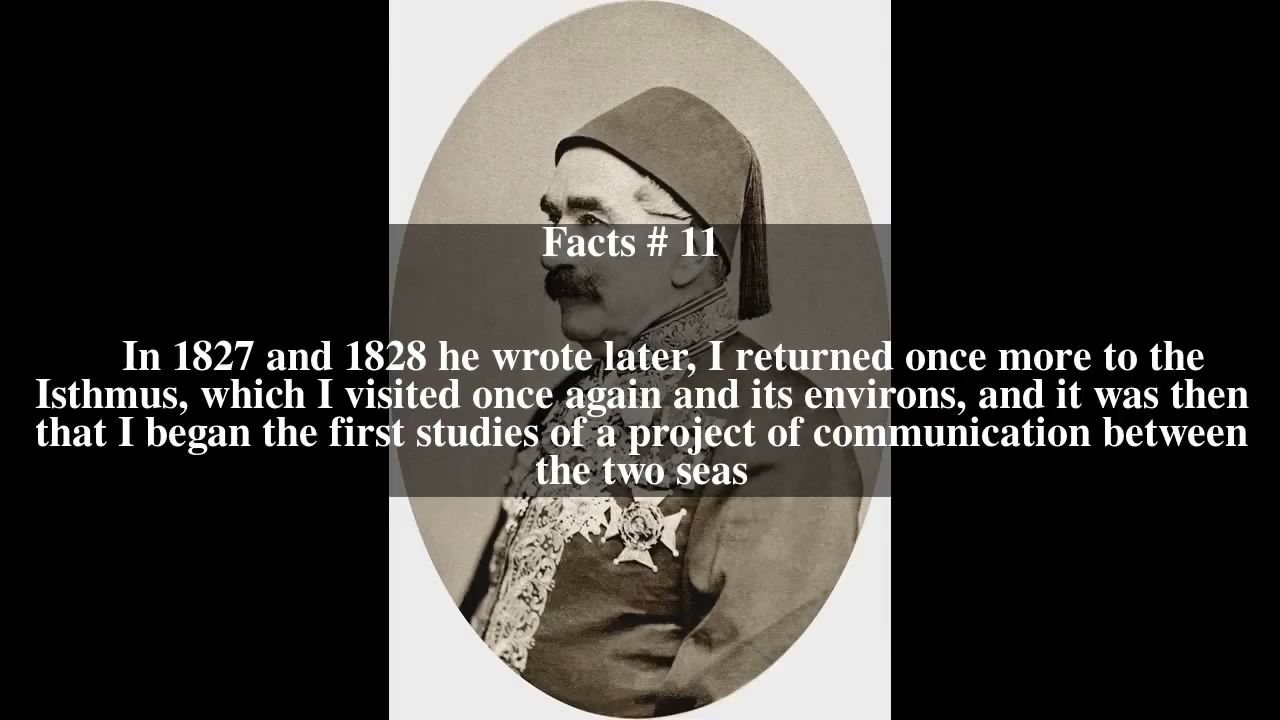 Facts # 11
In 1827 and 1828 he wrote later, I returned once more to the
Isthmus, which I visited once again and its environs, and it was then
that I began the first studies of a project of communication between
the two seas